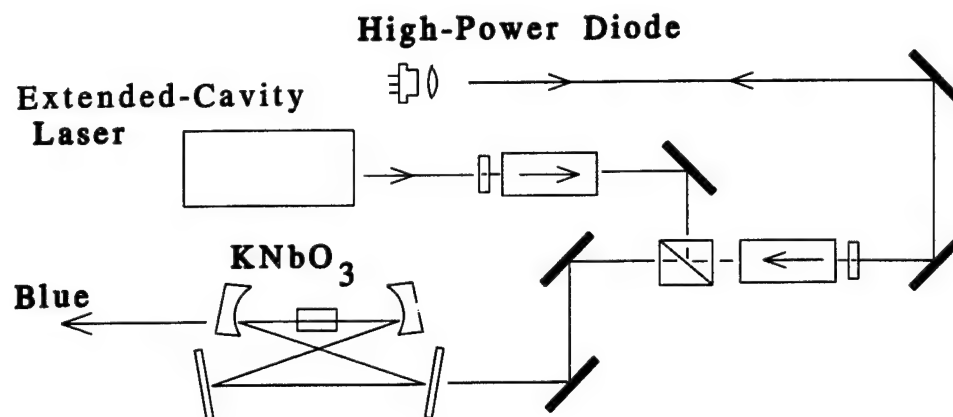 High-Power Diode
Extended-Cavity
Laser
KNbO3
Blue